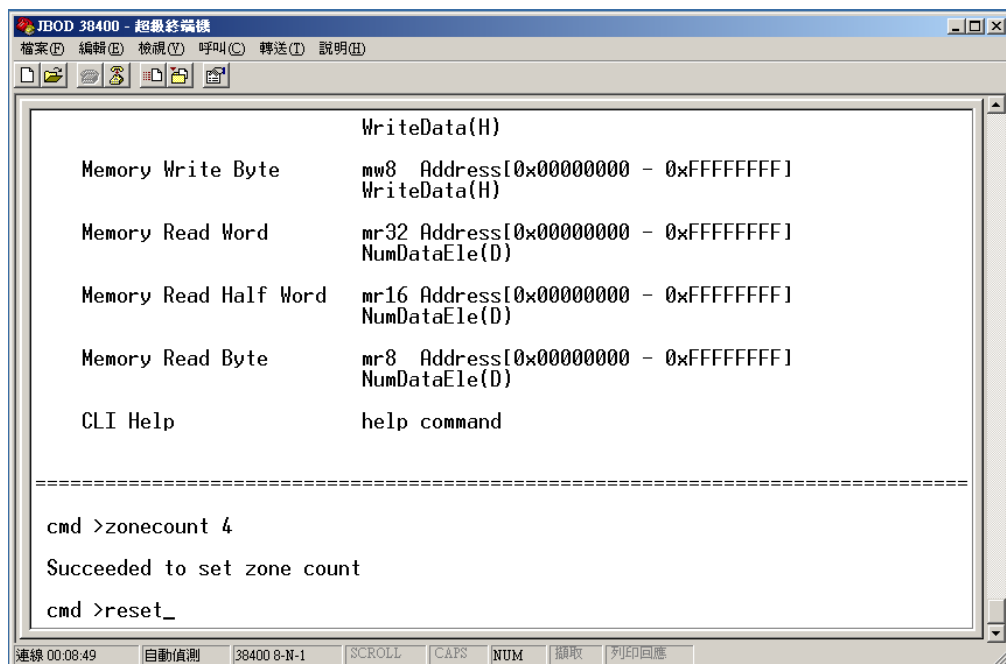 JBOD 38400 - 超級終端機
檔案(F) 編輯(E) 檢視(V) 呼叫(C) 轉送(T) 說明(H)
WriteData(H)
Memory Write Byte mw8 Address[0x00000000 - 0xFFFFFFFF]
WriteData(H)
Memory Read Word mr32 Address[0x00000000 - 0xFFFFFFFF]
NumDataEle(D)
Memory Read Half Word mr16 Address[0x00000000 - 0xFFFFFFFF]
NumDataEle(D)
Memory Read Byte mr8 Address[0x00000000 - 0xFFFFFFFF]
NumDataEle(D)
CLI Help help command
================================================================================
cmd >zonecount 4
Succeeded to set zone count
cmd >reset_
連線 00:08:49 自動偵測 38400 8-N-1 SCROLL CAPS NUM 擷取 列印回應